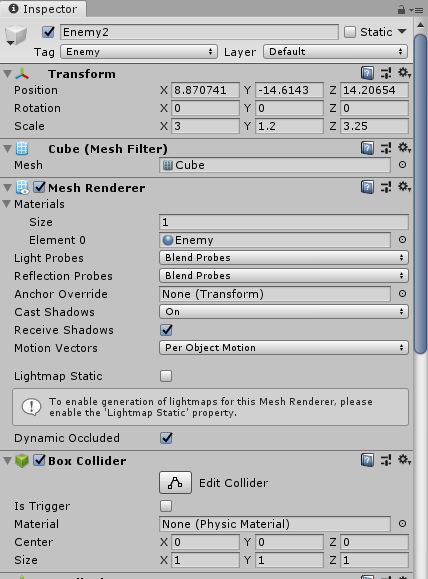 Inspector
Enemy2 Static
Tag Enemy Layer Default
Transform
Position X 8.870741 Y -14.6143 Z 14.20654
Rotation X 0 Y 0 Z 0
Scale X 3 Y 1.2 Z 3.25
Cube (Mesh Filter)
Mesh Cube
Mesh Renderer
Materials
Size 1
Element 0 Enemy
Light Probes Blend Probes
Reflection Probes Blend Probes
Anchor Override None (Transform)
Cast Shadows On
Receive Shadows
Motion Vectors Per Object Motion
Lightmap Static
To enable generation of lightmaps for this Mesh Renderer, please
enable the 'Lightmap Static' property.
Dynamic Occluded
Box Collider
Edit Collider
Is Trigger
Material None (Physic Material)
Center X 0 Y 0 Z 0
Size X 1 Y 1 Z 1